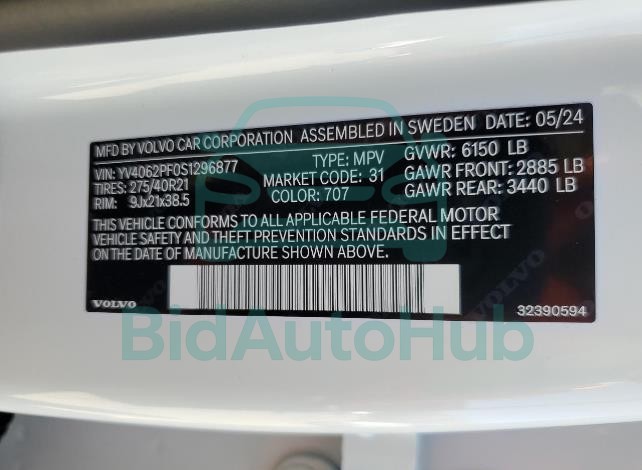 MFD BY VOLVO CAR CORPORATION ASSEMBLED IN SWEDEN DATE: 05/24
VIN: YV4062PF0S1296877 TYPE: MPV GVWR: 6150 LB
TIRES: 275/40R21 MARKET CODE: 31 GAWR FRONT: 2885 LB
RIM: 9Jx21x38.5 COLOR: 707 GAWR REAR: 3440 LB
THIS VEHICLE CONFORMS TO ALL APPLICABLE FEDERAL MOTOR
VEHICLE SAFETY AND THEFT PREVENTION STANDARDS IN EFFECT
ON THE DATE OF MANUFACTURE SHOWN ABOVE.
VOLVO
VOLVO
32390594
BidAutoHub